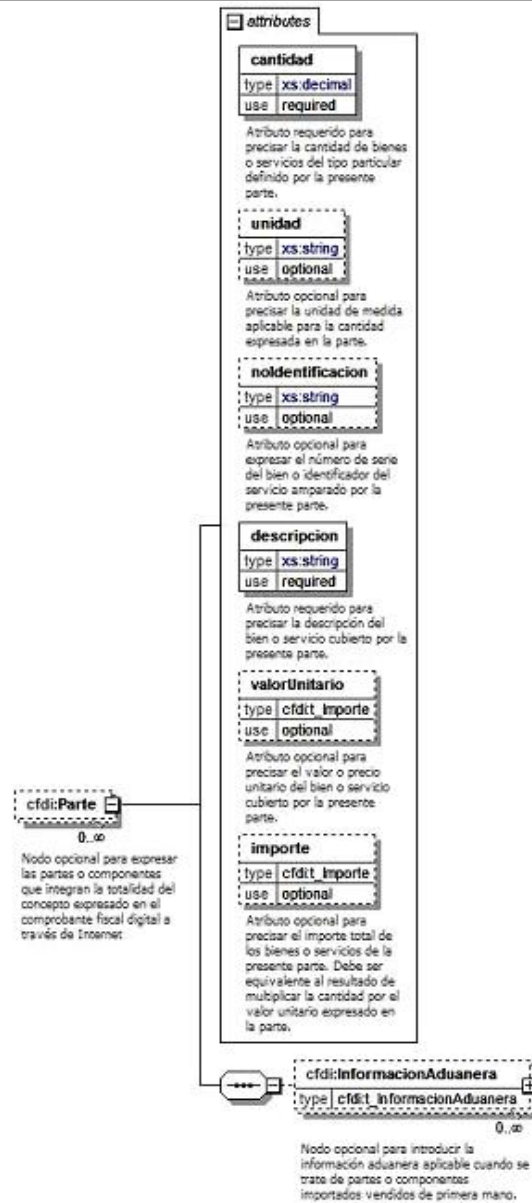 attributes
cantidad
type xs:decimal
use required
Atributo requerido para
precisar la cantidad de bienes
o servicios del tipo particular
definido por la presente
parte.
unidad
type xs:string
use optional
Atributo opcional para
precisar la unidad de medida
aplicable para la cantidad
expresada en la parte.
noIdentificacion
type xs:string
use optional
Atributo opcional para
expresar el número de serie
del bien o identificador del
servicio amparado por la
presente parte.
descripcion
type xs:string
use required
Atributo requerido para
precisar la descripción del
bien o servicio cubierto por la
presente parte.
valorUnitario
type cfdi:t_Importe
use optional
Atributo opcional para
precisar el valor o precio
unitario del bien o servicio
cubierto por la presente
parte.
importe
type cfdi:t_Importe
use optional
Atributo opcional para
precisar el importe total de
los bienes o servicios de la
presente parte. Debe ser
equivalente al resultado de
multiplicar la cantidad por el
valor unitario expresado en
la parte.
cfdi:Parte
0..∞
Nodo opcional para expresar
las partes o componentes
que integran la totalidad del
concepto expresado en el
comprobante fiscal digital a
través de Internet
cfdi:InformacionAduanera
type cfdi:t_InformacionAduanera
0..∞
Nodo opcional para introducir la
información aduanera aplicable cuando se
trate de partes o componentes
importados vendidos de primera mano.